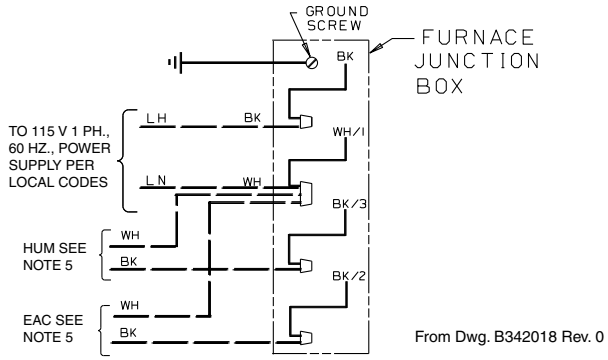 GROUND
SCREW
FURNACE
JUNCTION
BOX
BK
LH
BK
TO 115 V 1 PH.,
60 HZ., POWER
SUPPLY PER
LOCAL CODES
WH/1
LN
WH
BK/3
WH
HUM SEE
NOTE 5
BK
BK/2
WH
EAC SEE
NOTE 5
BK
From Dwg. B342018 Rev. 0